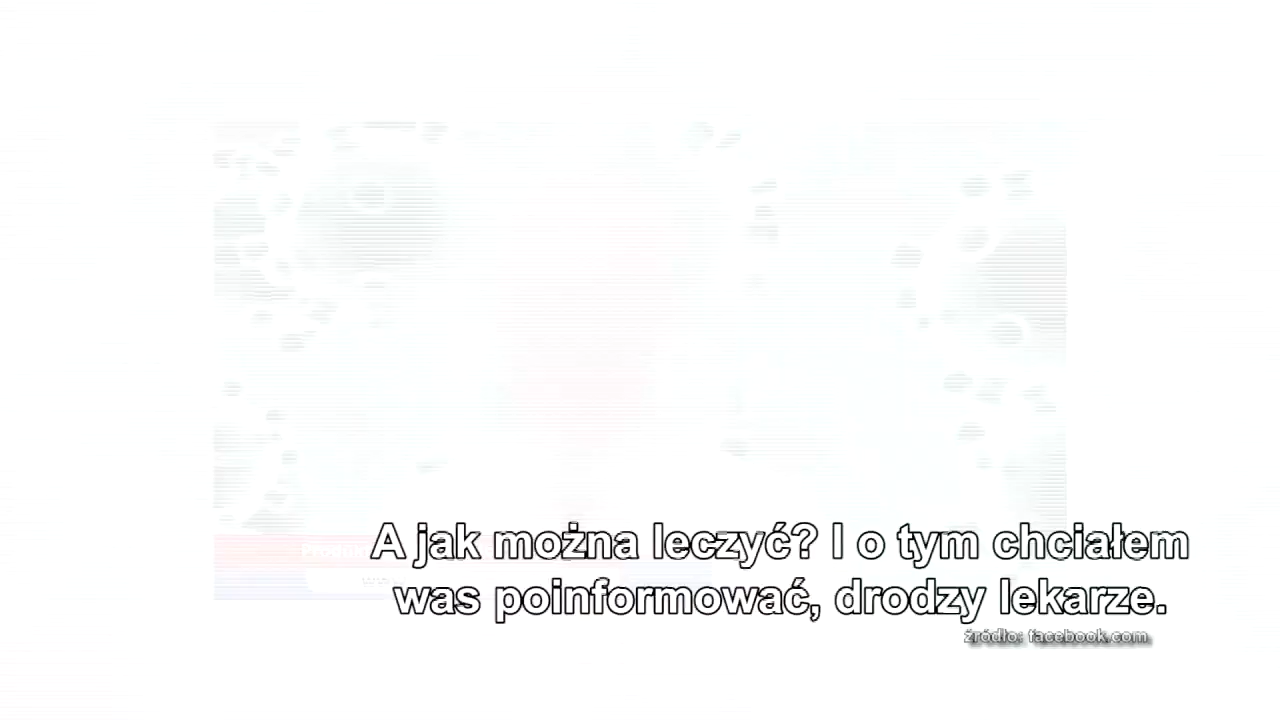 A jak można leczyć? I o tym chciałem
was poinformować, drodzy lekarze.
źródło: facebook.com